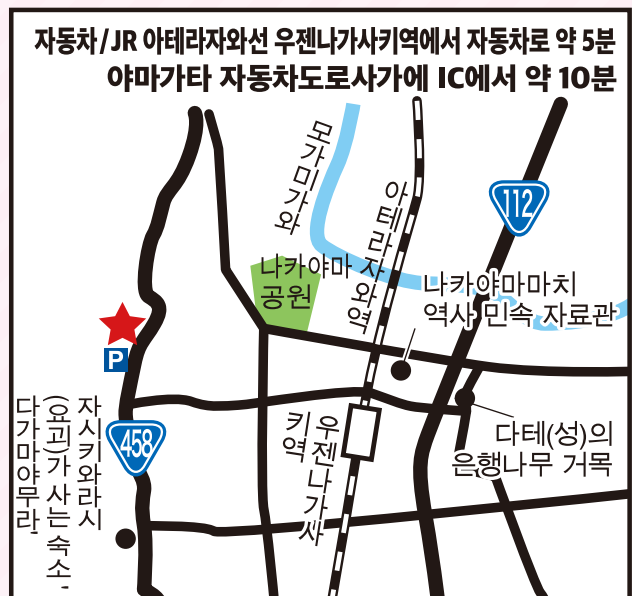 자동차/JR 아테라자와선 우젠나가사키역에서 자동차로 약 5분
야마가타 자동차도로사가에 IC에서 약 10분
모가미가와
아테라자와역
112
나카야마
공원
나카야마마치
역사 민속 자료관
P
458
우젠나가사
키역
다테(성)의
은행나무 거목
자시키와라시
(요괴)가 사는 숙소,
다가마야무라-